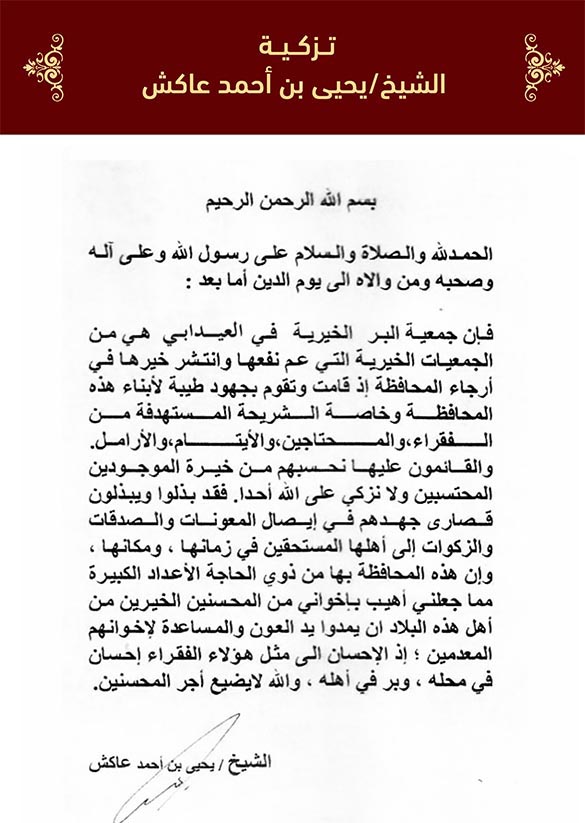 تزكية
الشيخ/يحيى بن أحمد عاكش
بسم الله الرحمن الرحيم
الحمدلله والصلاة والسلام على رسول الله وعلى آله
وصحبه ومن والاه الى يوم الدين أما بعد :
فإن جمعية البر الخيرية في العيدابي هي من
الجمعيات الخيرية التي عم نفعها وانتشر خيرها في
أرجاء المحافظة إذ قامت وتقوم بجهود طيبة لأبناء هذه
المحافظة وخاصة الشريحة المستهدفة من
الفقراء،والمحتاجين،والأيتام،والأرامل.
والقائمون عليها نحسبهم من خيرة الموجودين
المحتسبين ولا نزكي على الله أحدا. فقد بذلوا ويبذلون
قصارى جهدهم في إيصال المعونات والصدقات
والزكوات إلى أهلها المستحقين في زمانها ، ومكانها ،
وإن هذه المحافظة بها من ذوي الحاجة الأعداد الكبيرة
مما جعلني أهيب بأخواني من المحسنين الخيرين من
أهل هذه البلاد ان يمدوا يد العون والمساعدة لإخوانهم
المعدمين ؛ إذ الإحسان الى مثل هؤلاء الفقراء إحسان
في محله ، وبر في أهله ، والله لايضيع أجر المحسنين.
الشيخ / يحيى بن أحمد عاكش